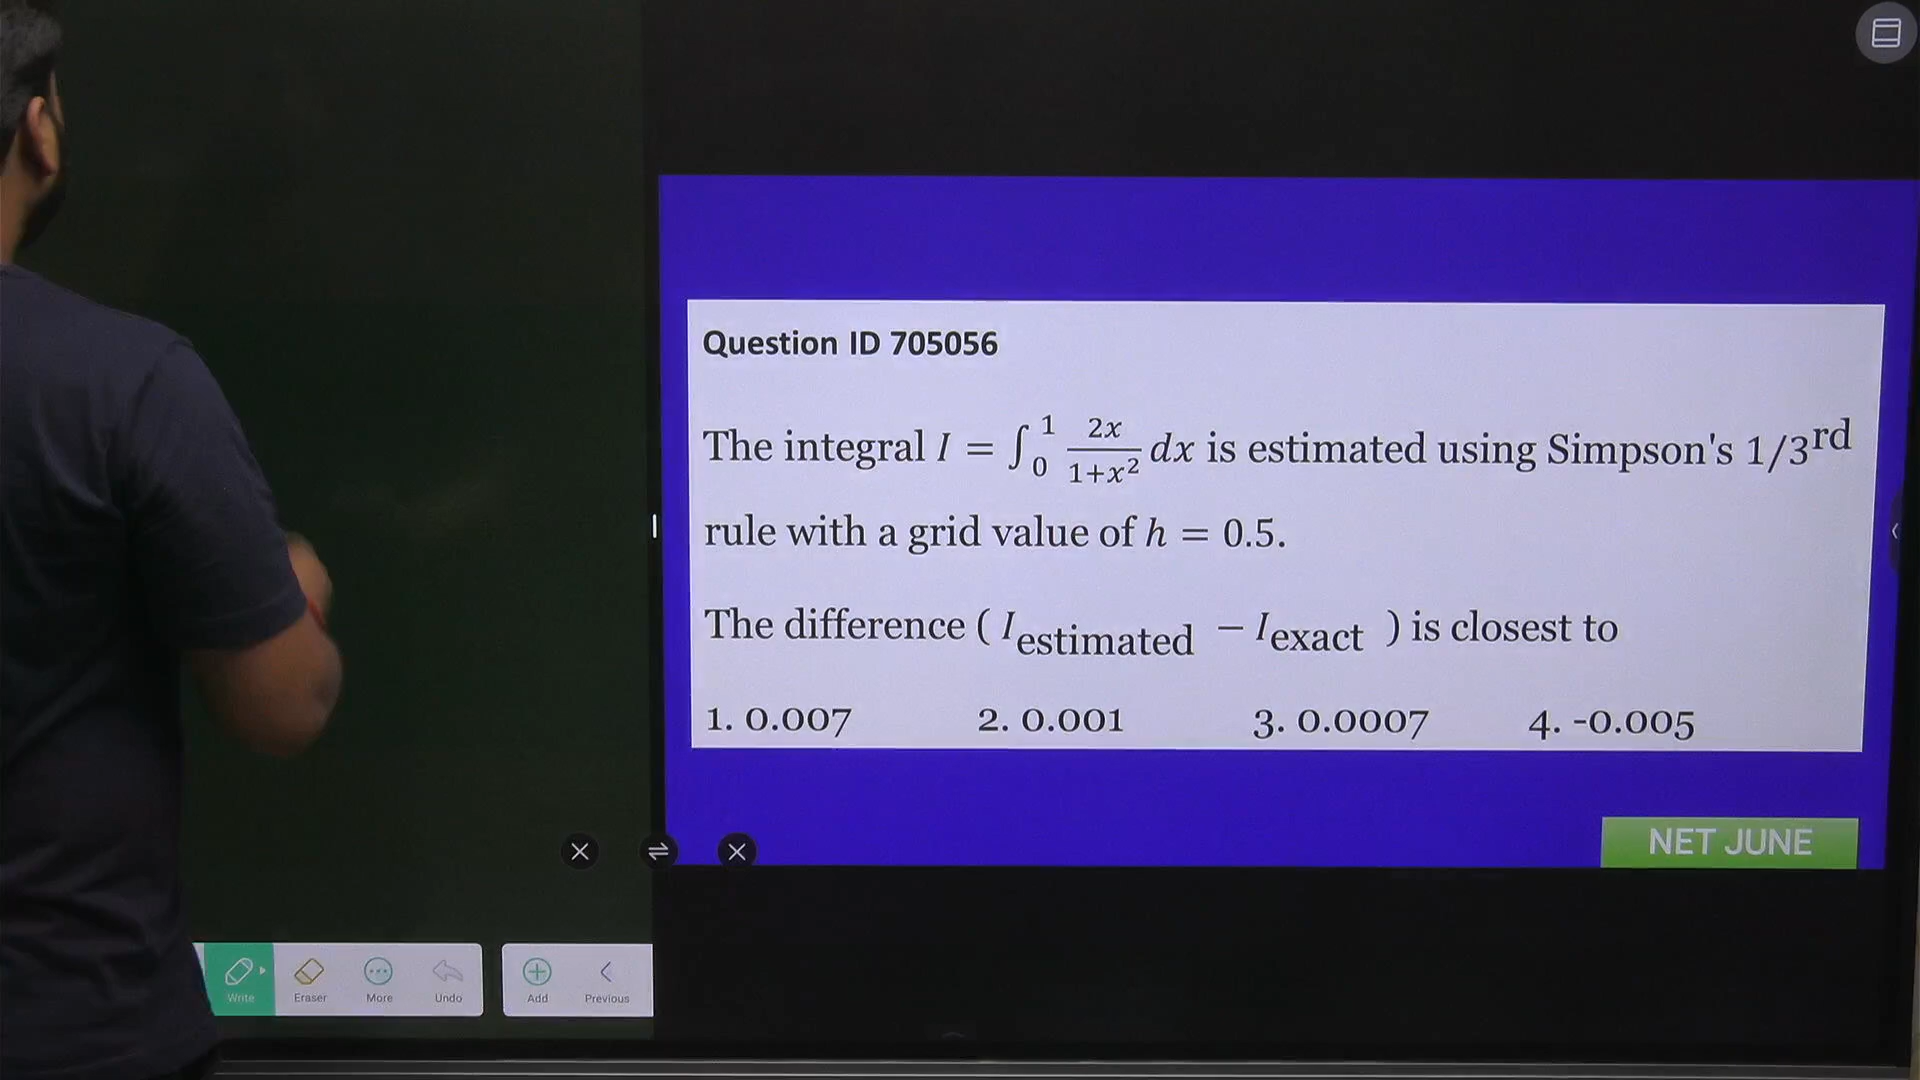 Question ID 705056
The integral I = ∫₀¹ 2x/(1+x²) dx is estimated using Simpson's 1/3rd
rule with a grid value of h = 0.5.
The difference ( I estimated − I exact ) is closest to
1. 0.007 2. 0.001 3. 0.0007 4. -0.005
NET JUNE
Write Eraser More Undo Add Previous